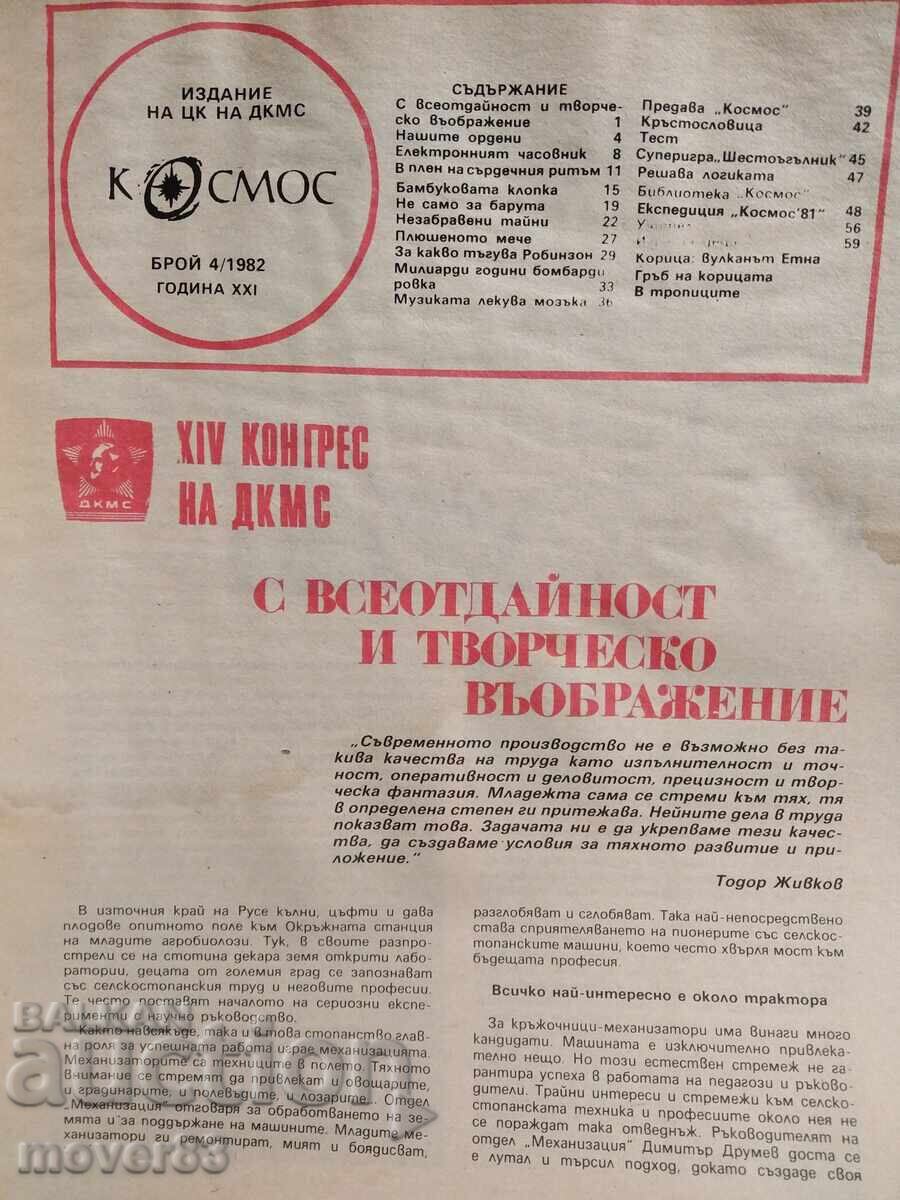 ИЗДАНИЕ
НА ЦК НА ДКМС
КОСМОС
БРОЙ 4/1982
ГОДИНА XXI
СЪДЪРЖАНИЕ
С всеотдайност и творче-
ско въображение 1
Нашите ордени 4
Електронният часовник 8
В плен на сърдечния ритъм 11
Бамбуковата клопка 15
Не само за барута 19
Незабравени тайни 22
Плюшеното мече 27
За какво тъгува Робинзон 29
Милиарди години бомбарди
ровка 33
Музиката лекува мозъка 36
Предава „Космос" 39
Кръстословица 42
Тест
Суперигра „Шестоъгълник" 45
Решава логиката 47
Библиотека „Космос"
Експедиция „Космос'81" 48
56
59
Корица: вулканът Етна
Гръб на корицата
В тропиците
ДКМС
XIV КОНГРЕС
НА ДКМС
С ВСЕОТДАЙНОСТ
И ТВОРЧЕСКО
ВЪОБРАЖЕНИЕ
„Съвременното производство не е възможно без та-
кива качества на труда като изпълнителност и точ-
ност, оперативност и деловитост, прецизност и твор-
ческа фантазия. Младежта сама се стреми към тях, тя
в определена степен ги притежава. Нейните дела в труда
показват това. Задачата ни е да укрепваме тези качес-
тва, да създаваме условия за тяхното развитие и при-
ложение."
Тодор Живков
В източния край на Русе кълни, цъфти и дава
плодове опитното поле към Окръжната станция
на младите агробиолози. Тук, в своите разпро-
стрели се на стотина декара земя открити лабо-
ратории, децата от големия град се запознават
със селскостопанския труд и неговите професии.
Те често поставят началото на сериозни експе-
рименти с научно ръководство.
Както навсякъде, така и в това стопанство глав-
на роля за успешната работа играе механизацията.
Механизаторите са техниците в полето. Тяхното
внимание се стремят да привлекат и овощарите,
и градинарите, и полевъдите, и лозарите. Отдел
„Механизация" отговаря за обработването на зе-
мята и за поддържане на машините. Младите ме-
ханизатори ги ремонтират, мият и боядисват,
разглобяват и сглобяват. Така най-непосредствено
става сприятеляването на пионерите със селскос-
топанските машини, което често хвърля мост към
бъдещата професия.
Всичко най-интересно е около трактора
За кръжочници-механизатори има винаги много
кандидати. Машината е изключително привлека-
телно нещо. Но този естествен стремеж не га-
рантира успеха в работата на педагози и ръково-
дители. Трайни интереси и стремежи към селско-
стопанската техника и професиите около нея не
се пораждат така отведнъж. Ръководителят на
отдел „Механизация" Димитър Друмев доста се
е лутал и търсил подход, докато създаде своя
БАЛКАН
auction
mover83